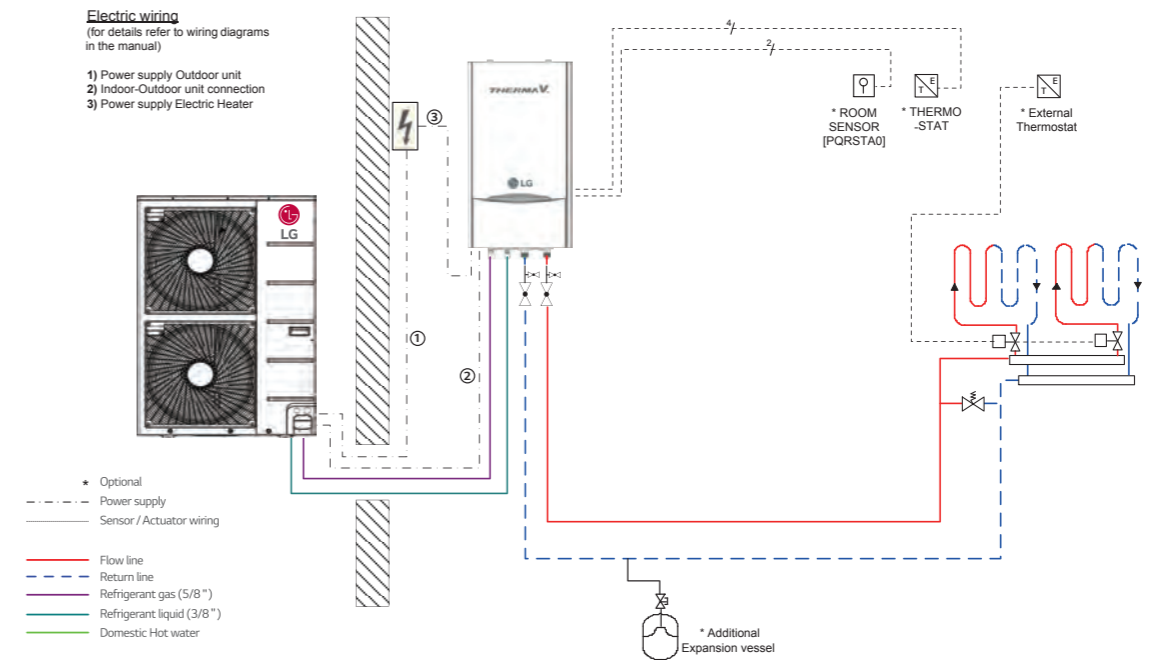 Electric wiring
(for details refer to wiring diagrams
in the manual)
1) Power supply Outdoor unit
2) Indoor-Outdoor unit connection
3) Power supply Electric Heater
LG
③
①
②
THERMA V.
LG
4
2
* ROOM
SENSOR
[PQRSTA0]
T E
* THERMO
-STAT
T E
* External
Thermostat
* Optional
Power supply
Sensor / Actuator wiring
Flow line
Return line
Refrigerant gas (5/8")
Refrigerant liquid (3/8")
Domestic Hot water
* Additional
Expansion vessel